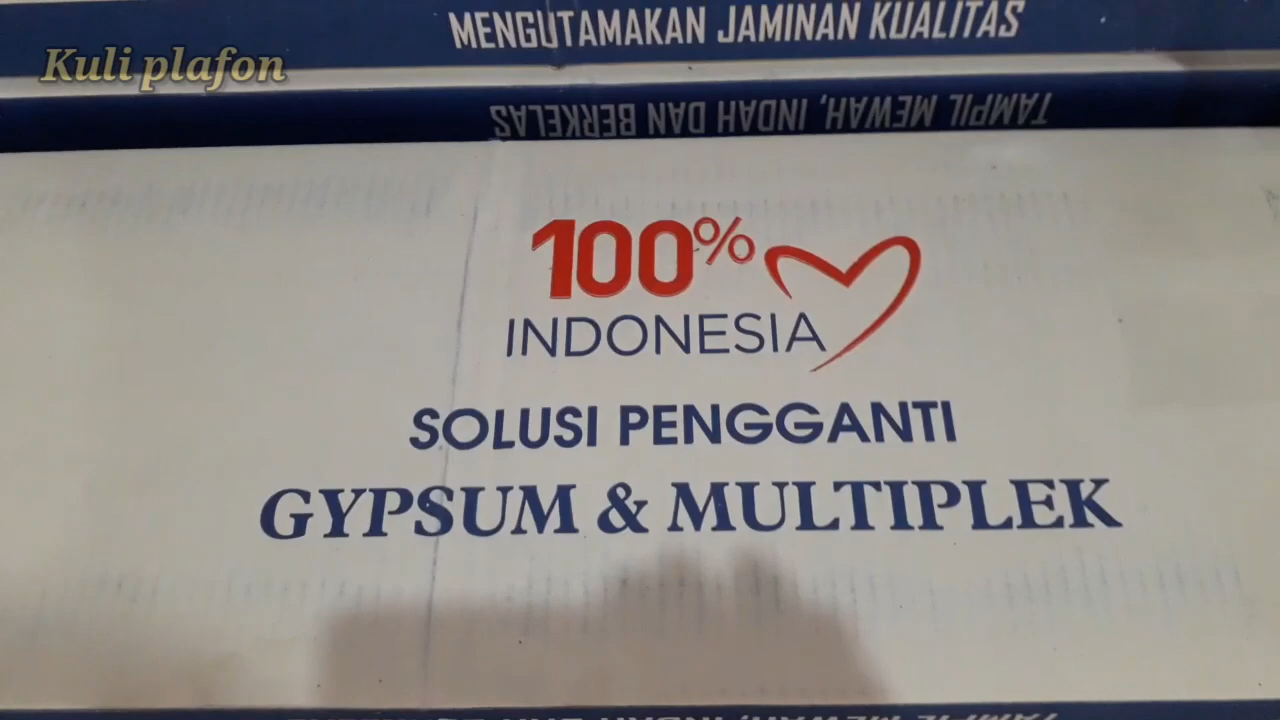 MENGUTAMAKAN JAMINAN KUALITAS
Kuli plafon
TAMPIL MEWAH, INDAH DAN BERKELAS
100%
INDONESIA
SOLUSI PENGGANTI
GYPSUM & MULTIPLEK